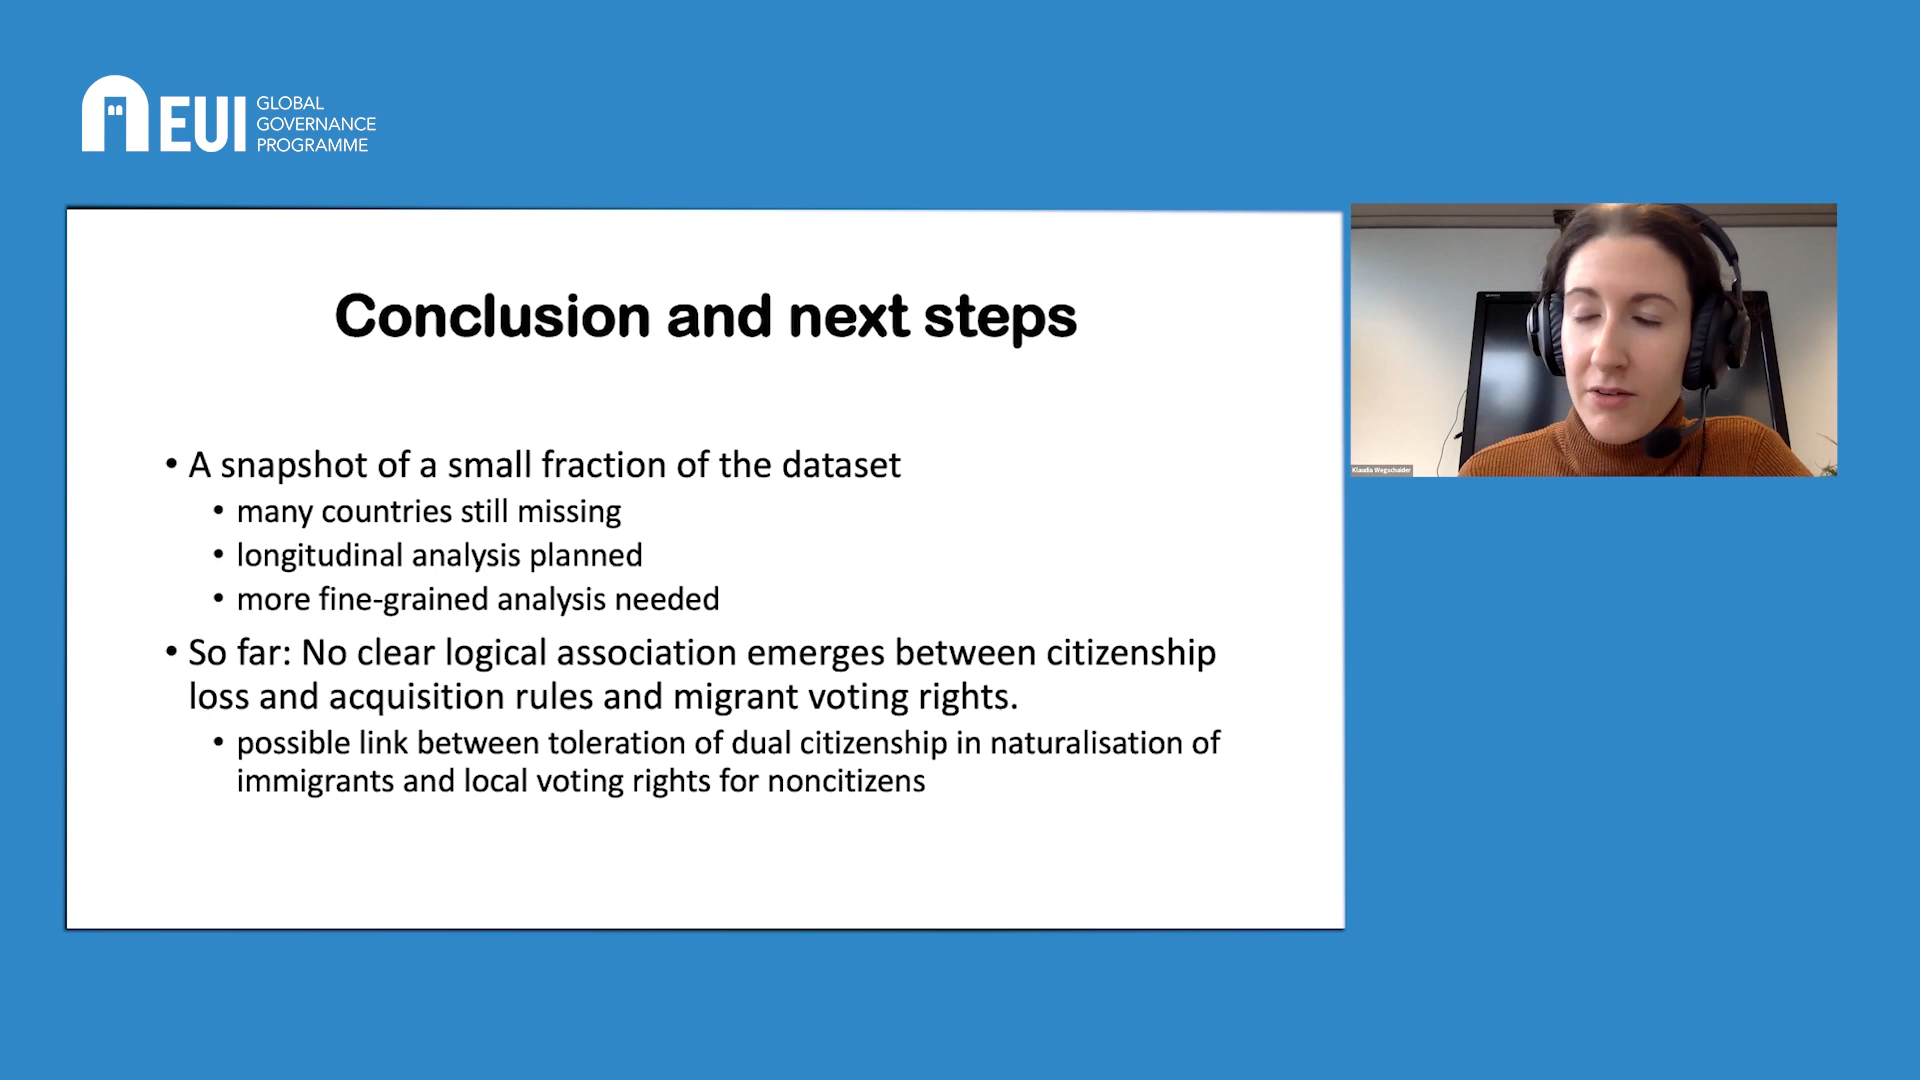 EUI
GLOBAL
GOVERNANCE
PROGRAMME
Conclusion and next steps
• A snapshot of a small fraction of the dataset
• many countries still missing
• longitudinal analysis planned
• more fine-grained analysis needed
• So far: No clear logical association emerges between citizenship
loss and acquisition rules and migrant voting rights.
• possible link between toleration of dual citizenship in naturalisation of
immigrants and local voting rights for noncitizens
Klaudia Wegschaider